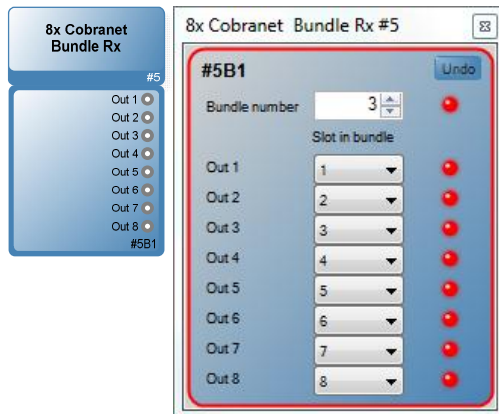 8x Cobranet
Bundle Rx
#5
Out 1
Out 2
Out 3
Out 4
Out 5
Out 6
Out 7
Out 8
#5B1
8x Cobranet Bundle Rx #5
#5B1 Undo
Bundle number 3
Slot in bundle
Out 1 1
Out 2 2
Out 3 3
Out 4 4
Out 5 5
Out 6 6
Out 7 7
Out 8 8